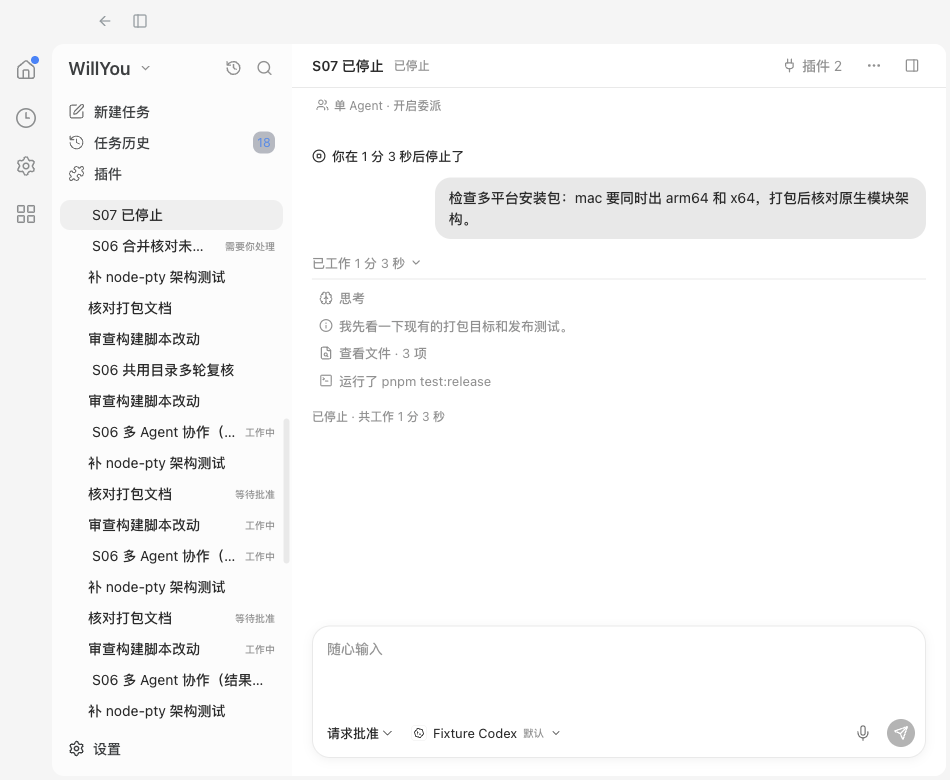 WillYou
新建任务
任务历史 18
插件
S07 已停止
S06 合并核对未... 需要你处理
补 node-pty 架构测试
核对打包文档
审查构建脚本改动
S06 共用目录多轮复核
审查构建脚本改动
S06 多 Agent 协作（... 工作中
补 node-pty 架构测试
核对打包文档 等待批准
审查构建脚本改动 工作中
S06 多 Agent 协作（... 工作中
补 node-pty 架构测试
核对打包文档 等待批准
审查构建脚本改动 工作中
S06 多 Agent 协作（结果...
补 node-pty 架构测试
设置
S07 已停止 已停止 插件 2
单 Agent · 开启委派
你在 1 分 3 秒后停止了
检查多平台安装包：mac 要同时出 arm64 和 x64，打包后核对原生模块架
构。
已工作 1 分 3 秒
思考
我先看一下现有的打包目标和发布测试。
查看文件 · 3 项
运行了 pnpm test:release
已停止 · 共工作 1 分 3 秒
随心输入
请求批准 Fixture Codex 默认